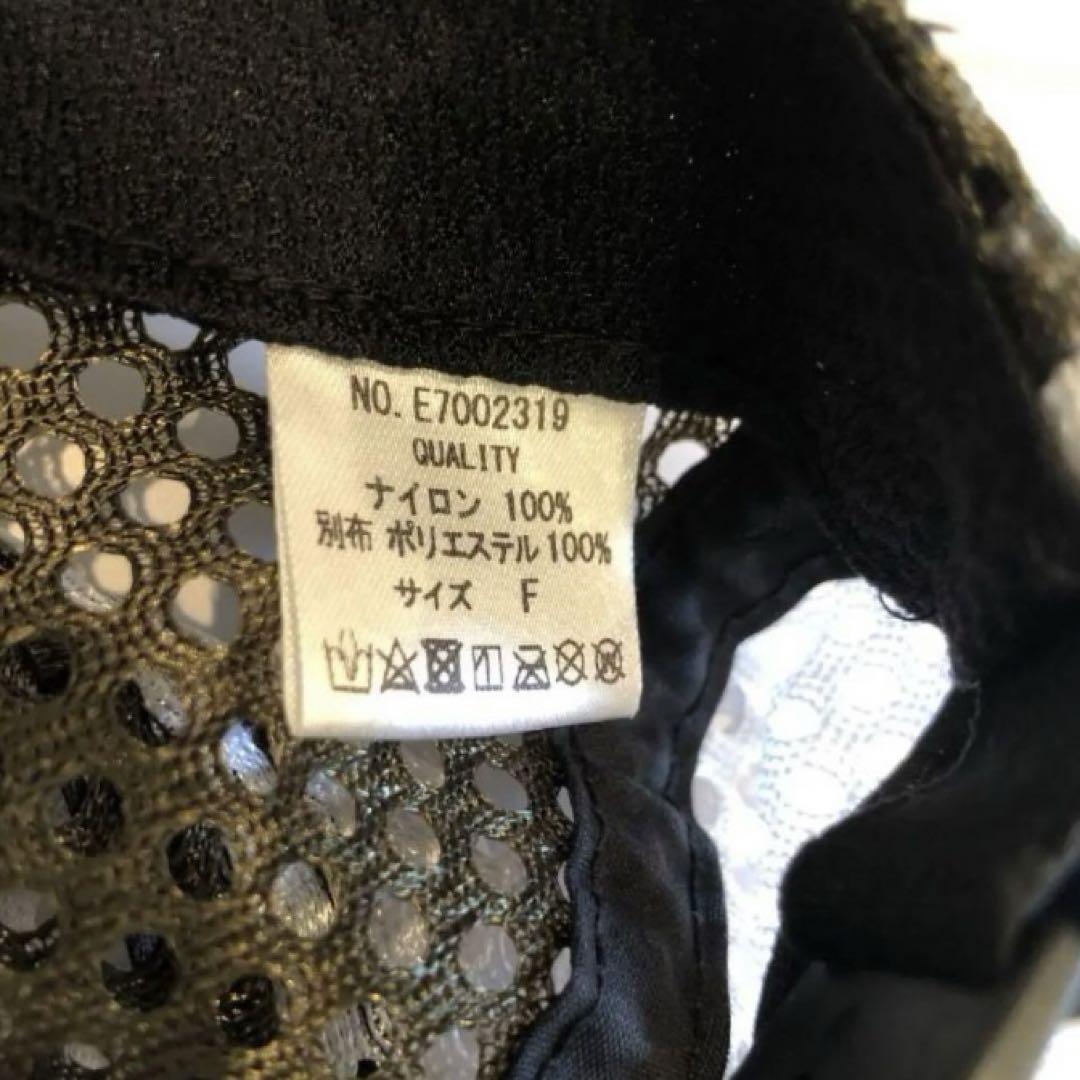 NO. E7002319
QUALITY
ナイロン 100%
別布 ポリエステル 100%
サイズ F